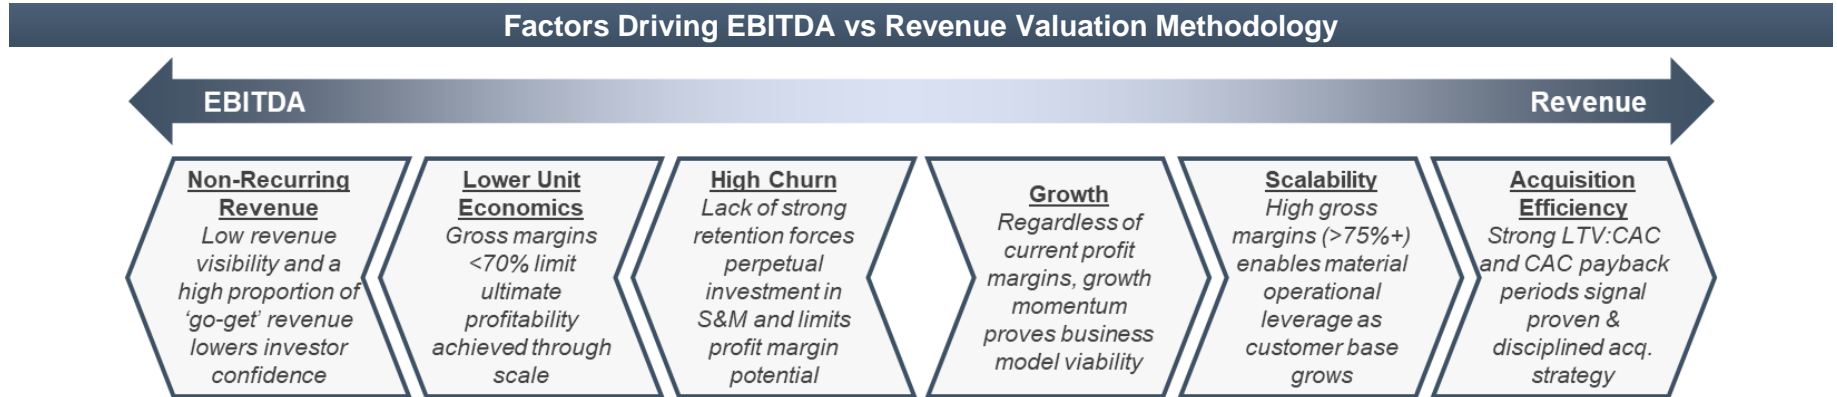 Factors Driving EBITDA vs Revenue Valuation Methodology
EBITDA
Revenue
Non-Recurring
Revenue
Low revenue
visibility and a
high proportion of
‘go-get’ revenue
lowers investor
confidence
Lower Unit
Economics
Gross margins
<70% limit
ultimate
profitability
achieved through
scale
High Churn
Lack of strong
retention forces
perpetual
investment in
S&M and limits
profit margin
potential
Growth
Regardless of
current profit
margins, growth
momentum
proves business
model viability
Scalability
High gross
margins (>75%+)
enables material
operational
leverage as
customer base
grows
Acquisition
Efficiency
Strong LTV:CAC
and CAC payback
periods signal
proven &
disciplined acq.
strategy